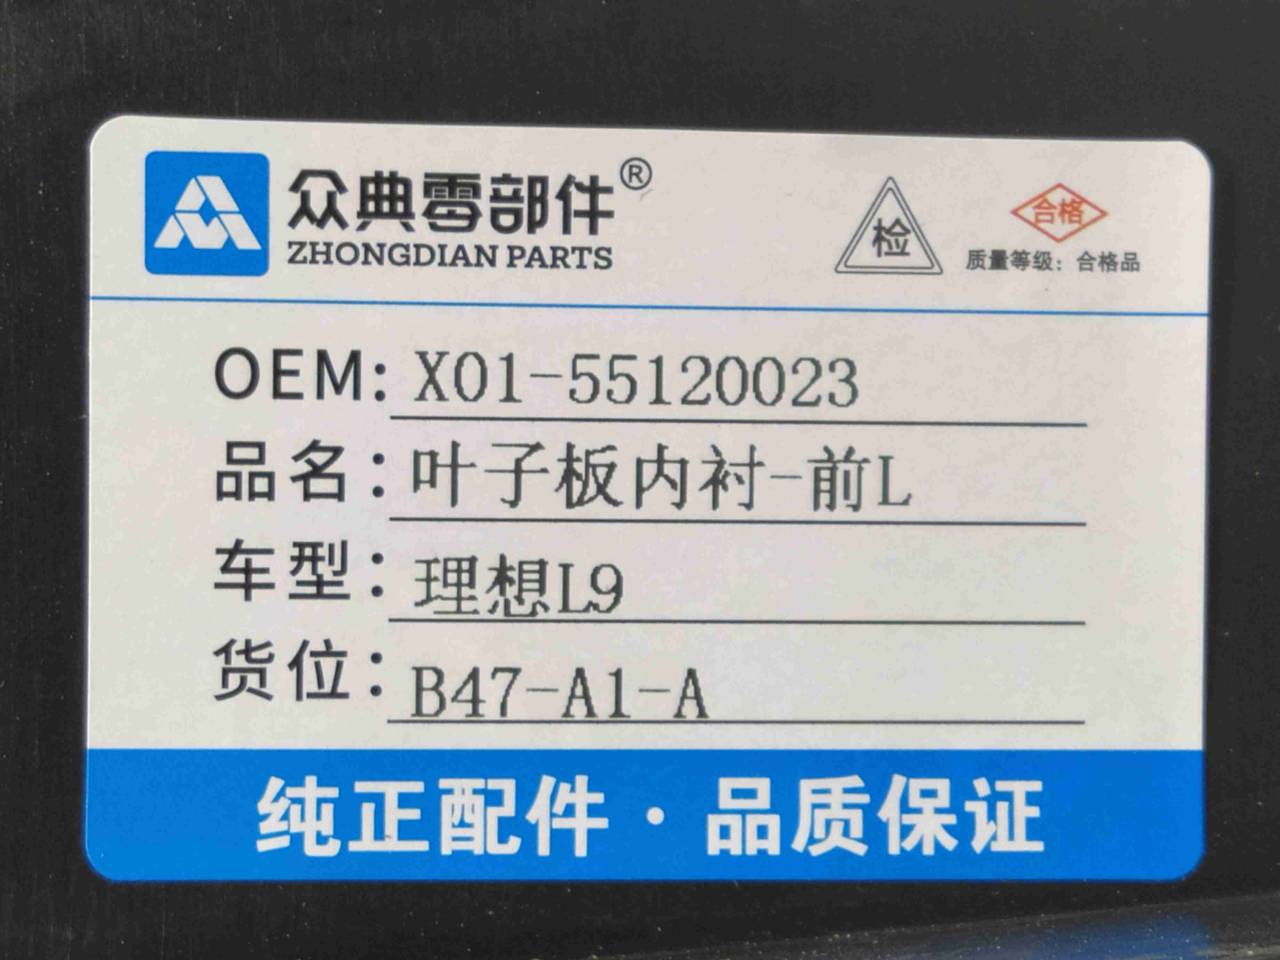 众典零部件®
ZHONGDIAN PARTS
检
合格
质量等级：合格品
OEM: X01-55120023
品名：叶子板内衬-前L
车型：理想L9
货位：B47-A1-A
纯正配件·品质保证